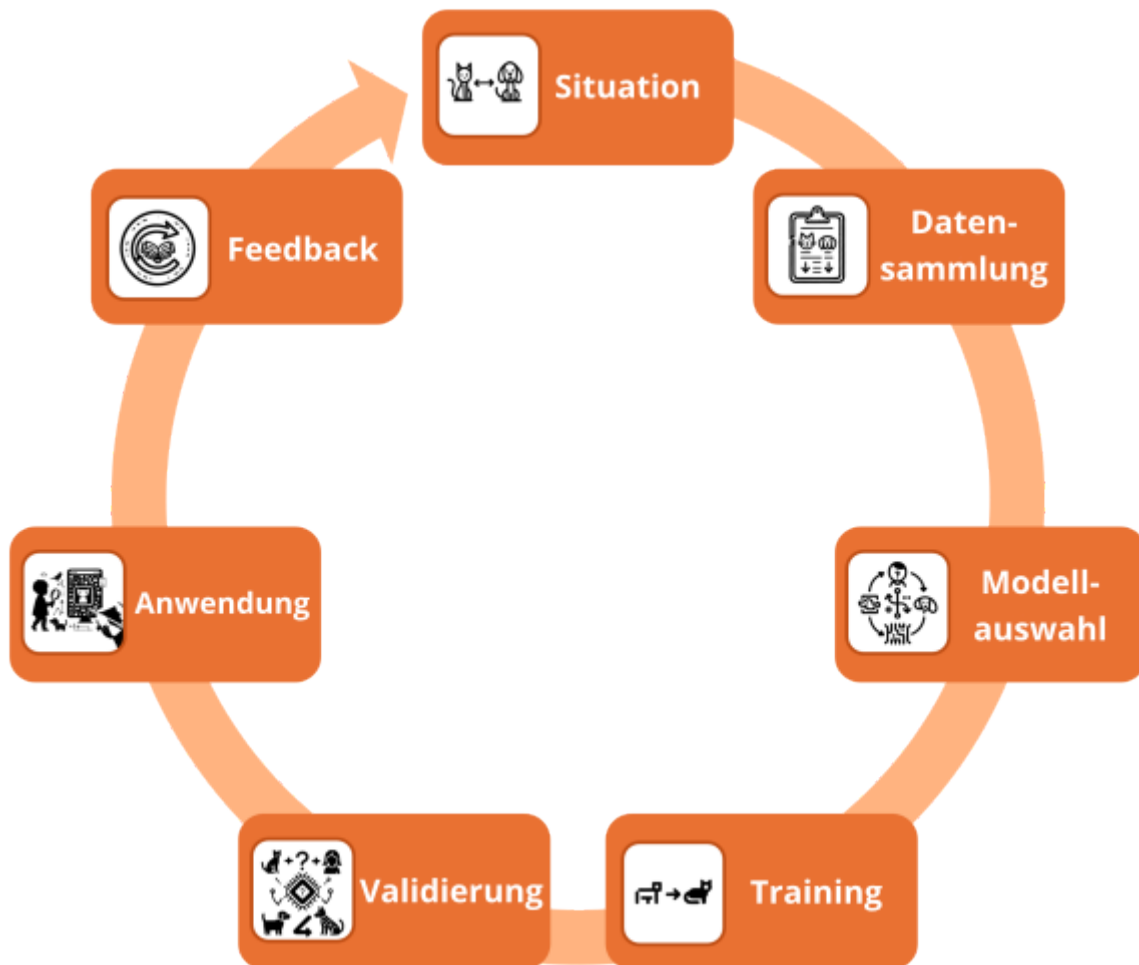 Situation
Daten-
sammlung
Modell-
auswahl
Training
Validierung
Anwendung
Feedback